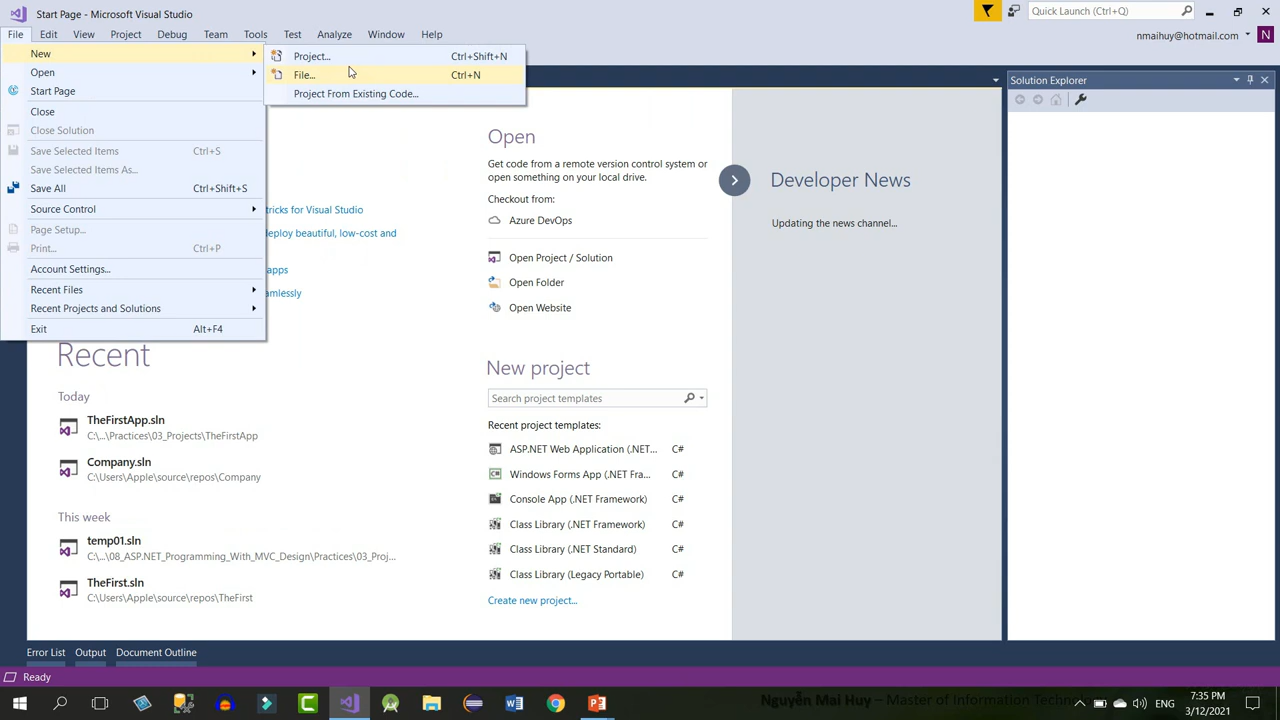 Start Page - Microsoft Visual Studio
Quick Launch (Ctrl+Q)
File Edit View Project Debug Team Tools Test Analyze Window Help
nmaihuy@hotmail.com N
New
Project... Ctrl+Shift+N
Open
File... Ctrl+N
Start Page
Project From Existing Code...
Close
Close Solution
Save Selected Items Ctrl+S
Save Selected Items As...
Save All Ctrl+Shift+S
Source Control
Page Setup...
Print... Ctrl+P
Account Settings...
Recent Files
Recent Projects and Solutions
Exit Alt+F4
tricks for Visual Studio
deploy beautiful, low-cost and
apps
Recent
Today
TheFirstApp.sln
C:\...\Practices\03_Projects\TheFirstApp
Company.sln
C:\Users\Apple\source\repos\Company
This week
temp01.sln
C:\...\08_ASP.NET_Programming_With_MVC_Design\Practices\03_Proj...
TheFirst.sln
C:\Users\Apple\source\repos\TheFirst
Open
Get code from a remote version control system or
open something on your local drive.
Checkout from:
Azure DevOps
Open Project / Solution
Open Folder
Open Website
New project
Search project templates
Recent project templates:
ASP.NET Web Application (.NET... C#
Windows Forms App (.NET Fra... C#
Console App (.NET Framework) C#
Class Library (.NET Framework) C#
Class Library (.NET Standard) C#
Class Library (Legacy Portable) C#
Create new project...
Developer News
Updating the news channel...
Solution Explorer
Error List Output Document Outline
Ready
Nguyễn Mai Huy – Master of information
ENG
7:35 PM
3/12/2021